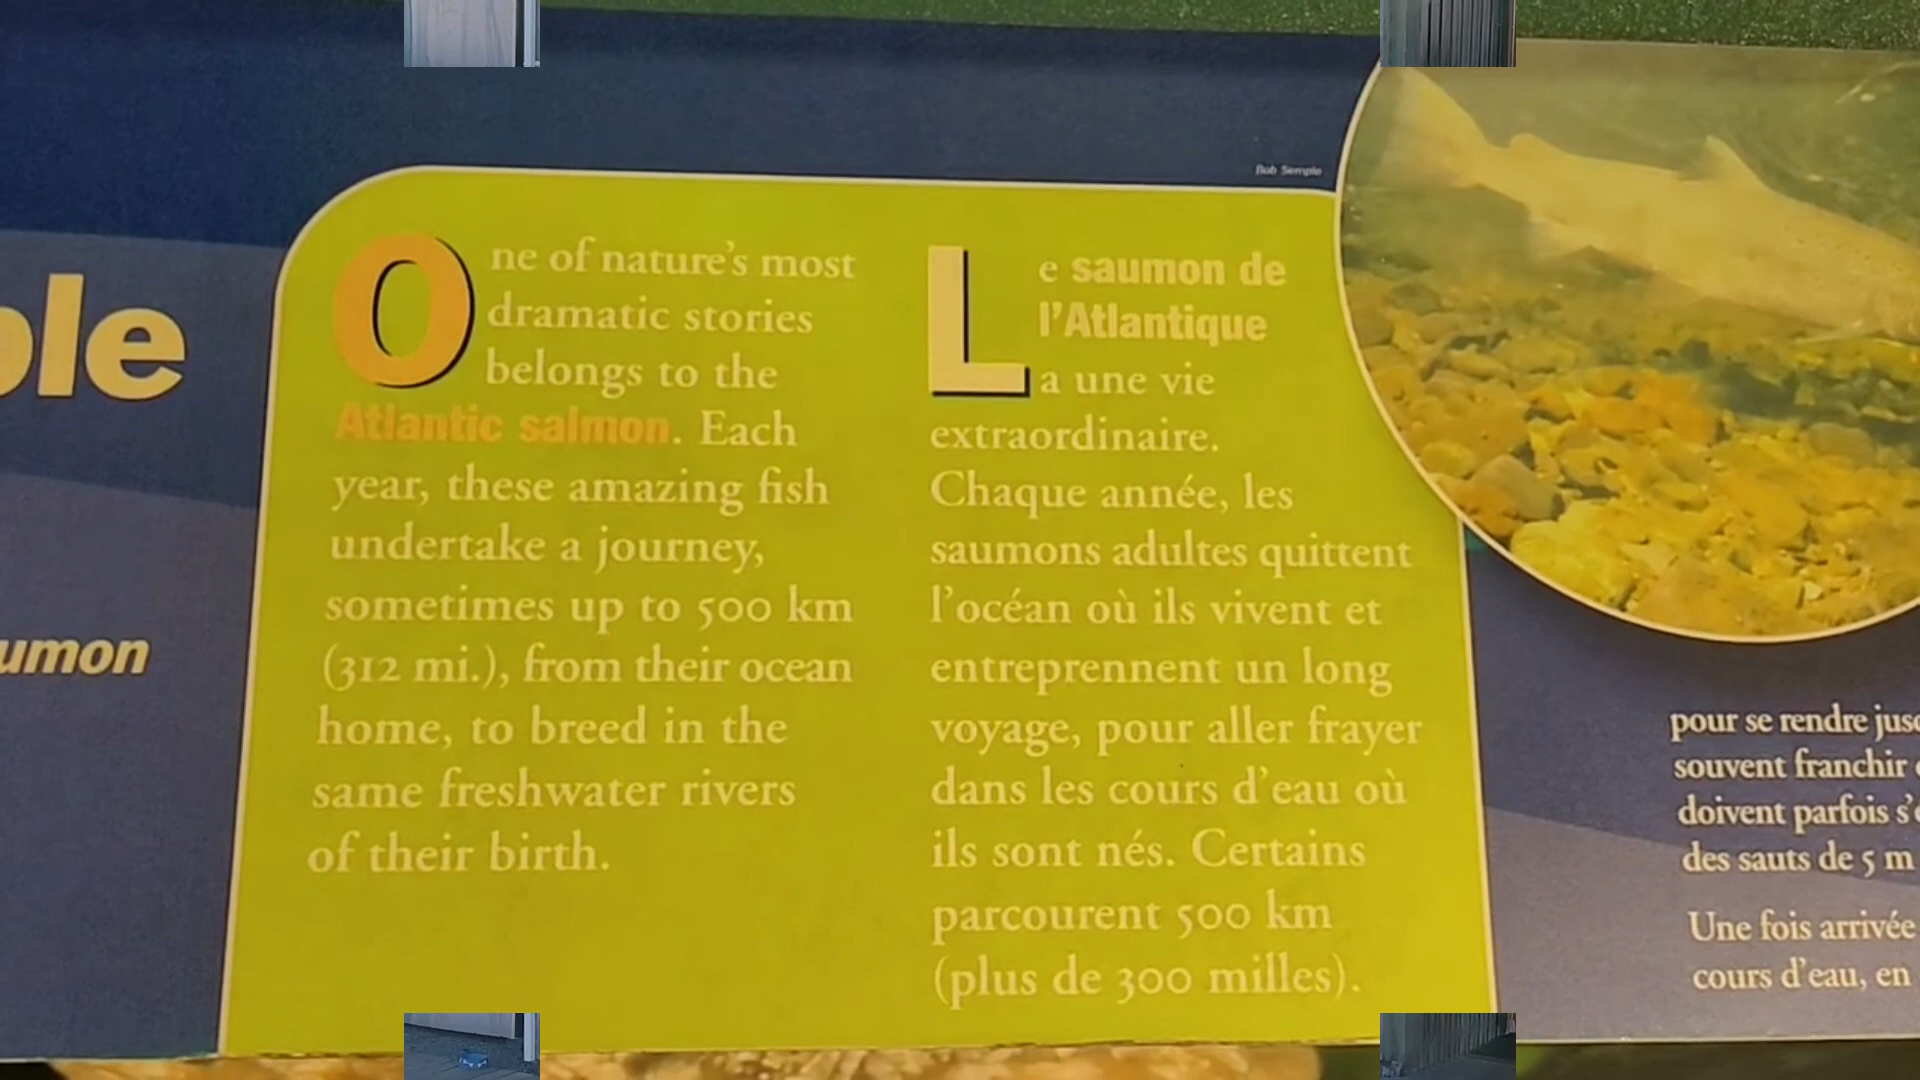 ple
umon
One of nature's most
dramatic stories
belongs to the
Atlantic salmon. Each
year, these amazing fish
undertake a journey,
sometimes up to 500 km
(312 mi.), from their ocean
home, to breed in the
same freshwater rivers
of their birth.
Le saumon de
l'Atlantique
a une vie
extraordinaire.
Chaque année, les
saumons adultes quittent
l'océan où ils vivent et
entreprennent un long
voyage, pour aller frayer
dans les cours d'eau où
ils sont nés. Certains
parcourent 500 km
(plus de 300 milles).
Bob Semple
pour se rendre
souvent franchir
doivent parfois
des sauts de 5 m
Une fois arrivée
cours d'eau, en